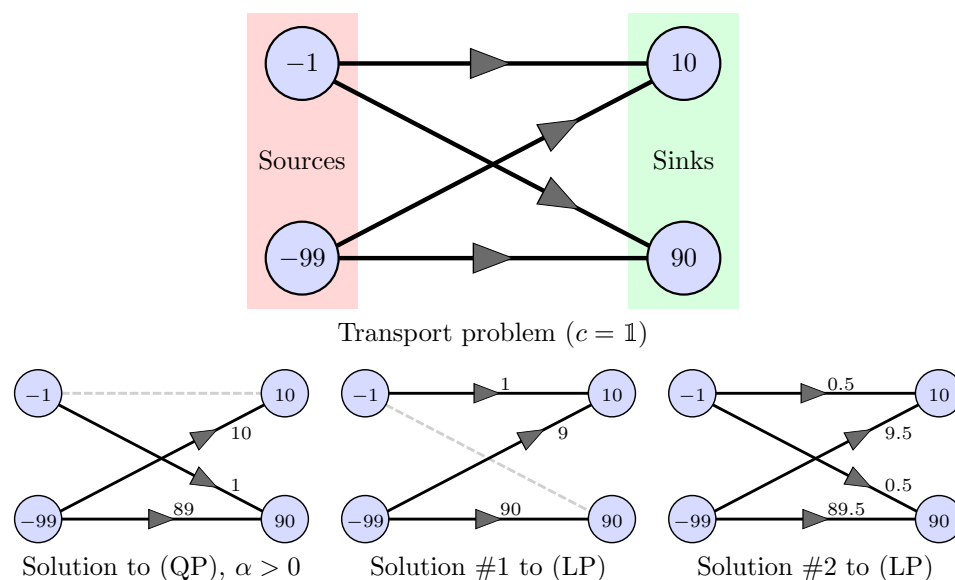 −1 10
Sources Sinks
−99 90
Transport problem (c = 𝟙)
−1 10
10
1
−99 89 90
Solution to (QP), α > 0
−1 1 10
9
−99 90 90
Solution #1 to (LP)
−1 0.5 10
9.5
0.5
−99 89.5 90
Solution #2 to (LP)